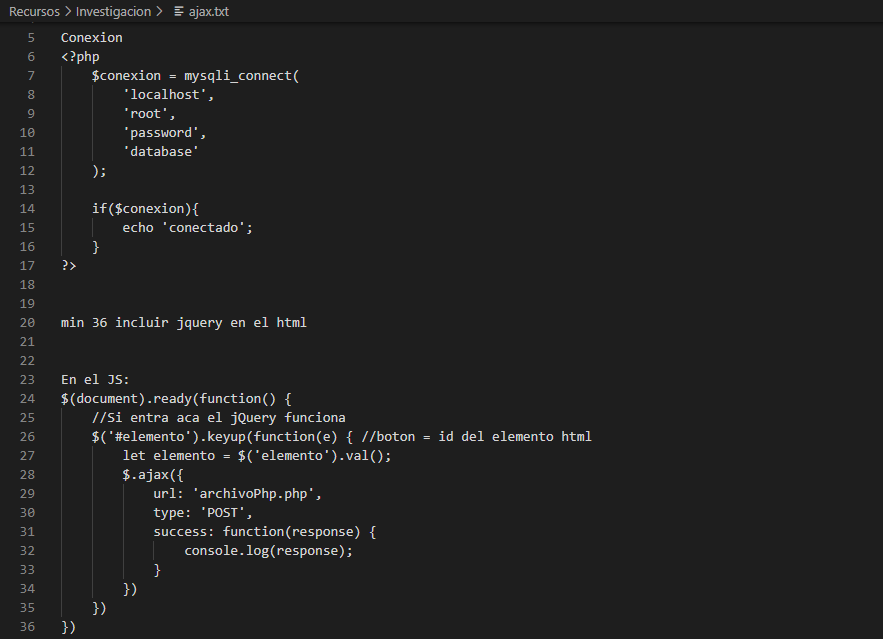 Recursos > Investigacion > ajax.txt
5 Conexion
6 <?php
7 $conexion = mysqli_connect(
8 'localhost',
9 'root',
10 'password',
11 'database'
12 );
13
14 if($conexion){
15 echo 'conectado';
16 }
17 ?>
18
19
20 min 36 incluir jquery en el html
21
22
23 En el JS:
24 $(document).ready(function() {
25 //Si entra aca el jQuery funciona
26 $('#elemento').keyup(function(e) { //boton = id del elemento html
27 let elemento = $('elemento').val();
28 $.ajax({
29 url: 'archivoPhp.php',
30 type: 'POST',
31 success: function(response) {
32 console.log(response);
33 }
34 })
35 })
36 })